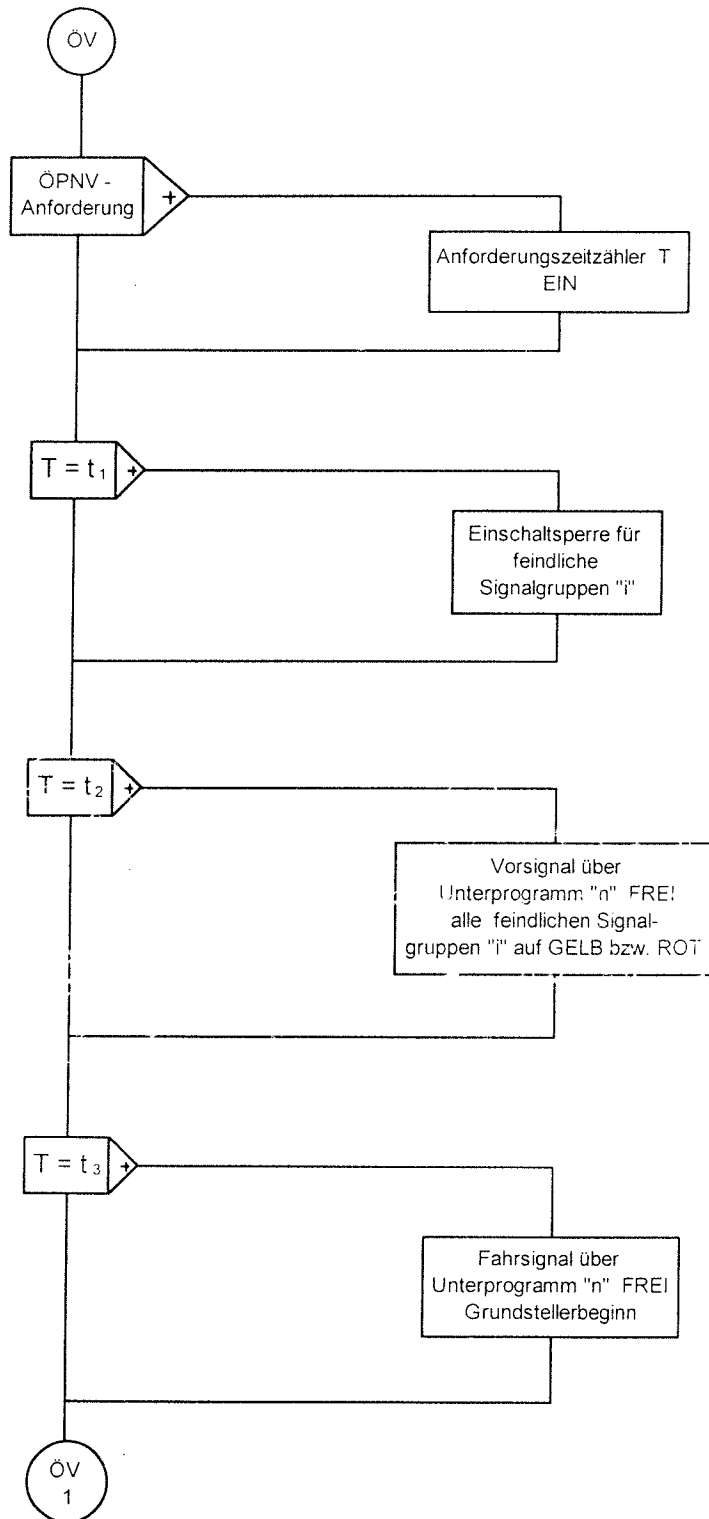 ÖV
ÖPNV -
Anforderung
+
Anforderungszeitzähler T
EIN
T = t₁
+
Einschaltsperre für
feindliche
Signalgruppen "i"
T = t₂
+
Vorsignal über
Unterprogramm "n" FREI
alle feindlichen Signal-
gruppen "i" auf GELB bzw. ROT
T = t₃
+
Fahrsignal über
Unterprogramm "n" FREI
Grundstellerbeginn
ÖV
1